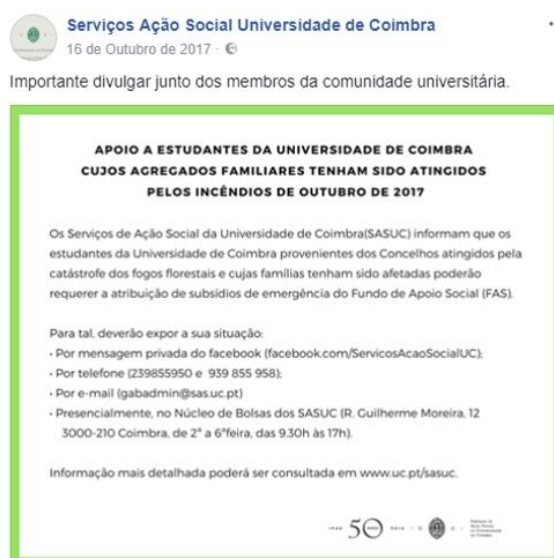 Serviços Ação Social Universidade de Coimbra
16 de Outubro de 2017 ·
Importante divulgar junto dos membros da comunidade universitária.
APOIO A ESTUDANTES DA UNIVERSIDADE DE COIMBRA
CUJOS AGREGADOS FAMILIARES TENHAM SIDO ATINGIDOS
PELOS INCÊNDIOS DE OUTUBRO DE 2017
Os Serviços de Ação Social da Universidade de Coimbra(SASUC) informam que os
estudantes da Universidade de Coimbra provenientes dos Concelhos atingidos pela
catástrofe dos fogos florestais e cujas famílias tenham sido afetadas poderão
requerer a atribuição de subsídios de emergência do Fundo de Apoio Social (FAS).
Para tal, deverão expor a sua situação:
• Por mensagem privada do facebook (facebook.com/ServicosAcaoSocialUC);
• Por telefone (239855950 e 939 855 958);
• Por e-mail (gabadmin@sas.uc.pt)
• Presencialmente, no Núcleo de Bolsas dos SASUC (R. Guilherme Moreira, 12
3000-210 Coimbra, de 2ª a 6ªfeira, das 9.30h às 17h).
Informação mais detalhada poderá ser consultada em www.uc.pt/sasuc.
50